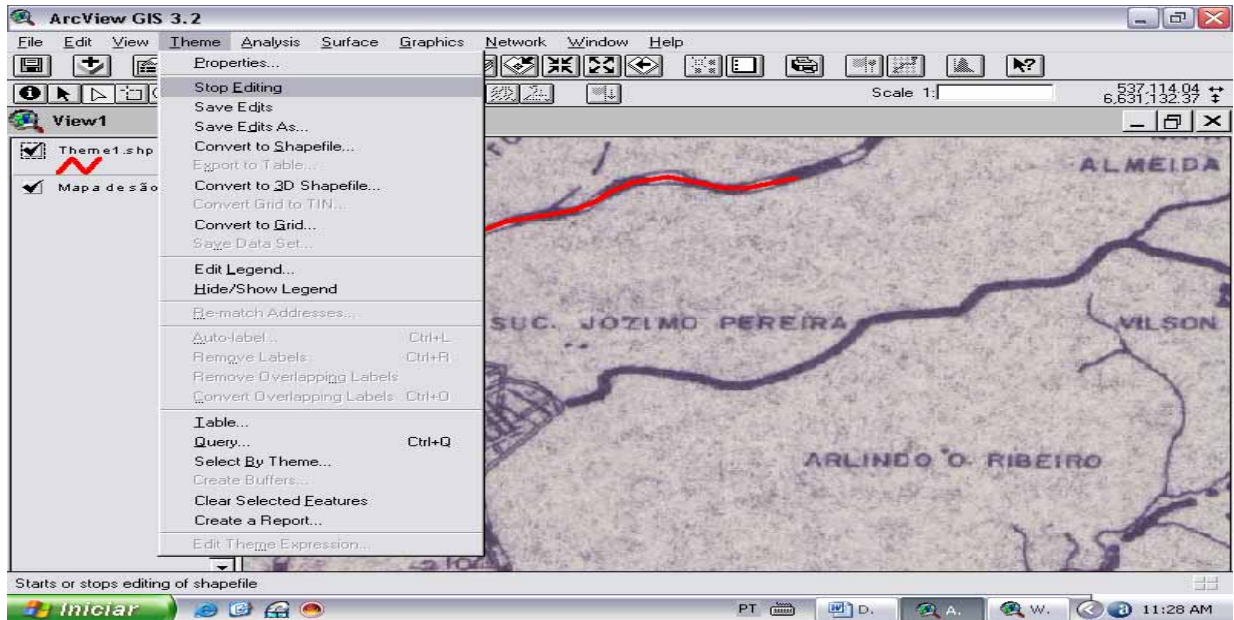 ArcView GIS 3.2
File Edit View Theme Analysis Surface Graphics Network Window Help
Scale 1:
537,114.04
6,631,132.37
View1
Theme1.shp
Mapa de são
Properties...
Stop Editing
Save Edits
Save Edits As...
Convert to Shapefile...
Export to Table...
Convert to 3D Shapefile...
Convert Grid to TIN...
Convert to Grid...
Save Data Set...
Edit Legend...
Hide/Show Legend
Re-match Addresses...
Auto-label... Ctrl+L
Remove Labels Ctrl+R
Remove Overlapping Labels
Convert Overlapping Labels Ctrl+O
Table...
Query... Ctrl+Q
Select By Theme...
Create Buffers...
Clear Selected Features
Create a Report...
Edit Theme Expression...
ALMEIDA
SUC. JOZIMO PEREIRA
VILSON
ARLINDO O. RIBEIRO
Starts or stops editing of shapefile
Iniciar
PT
D.
A.
W.
11:28 AM